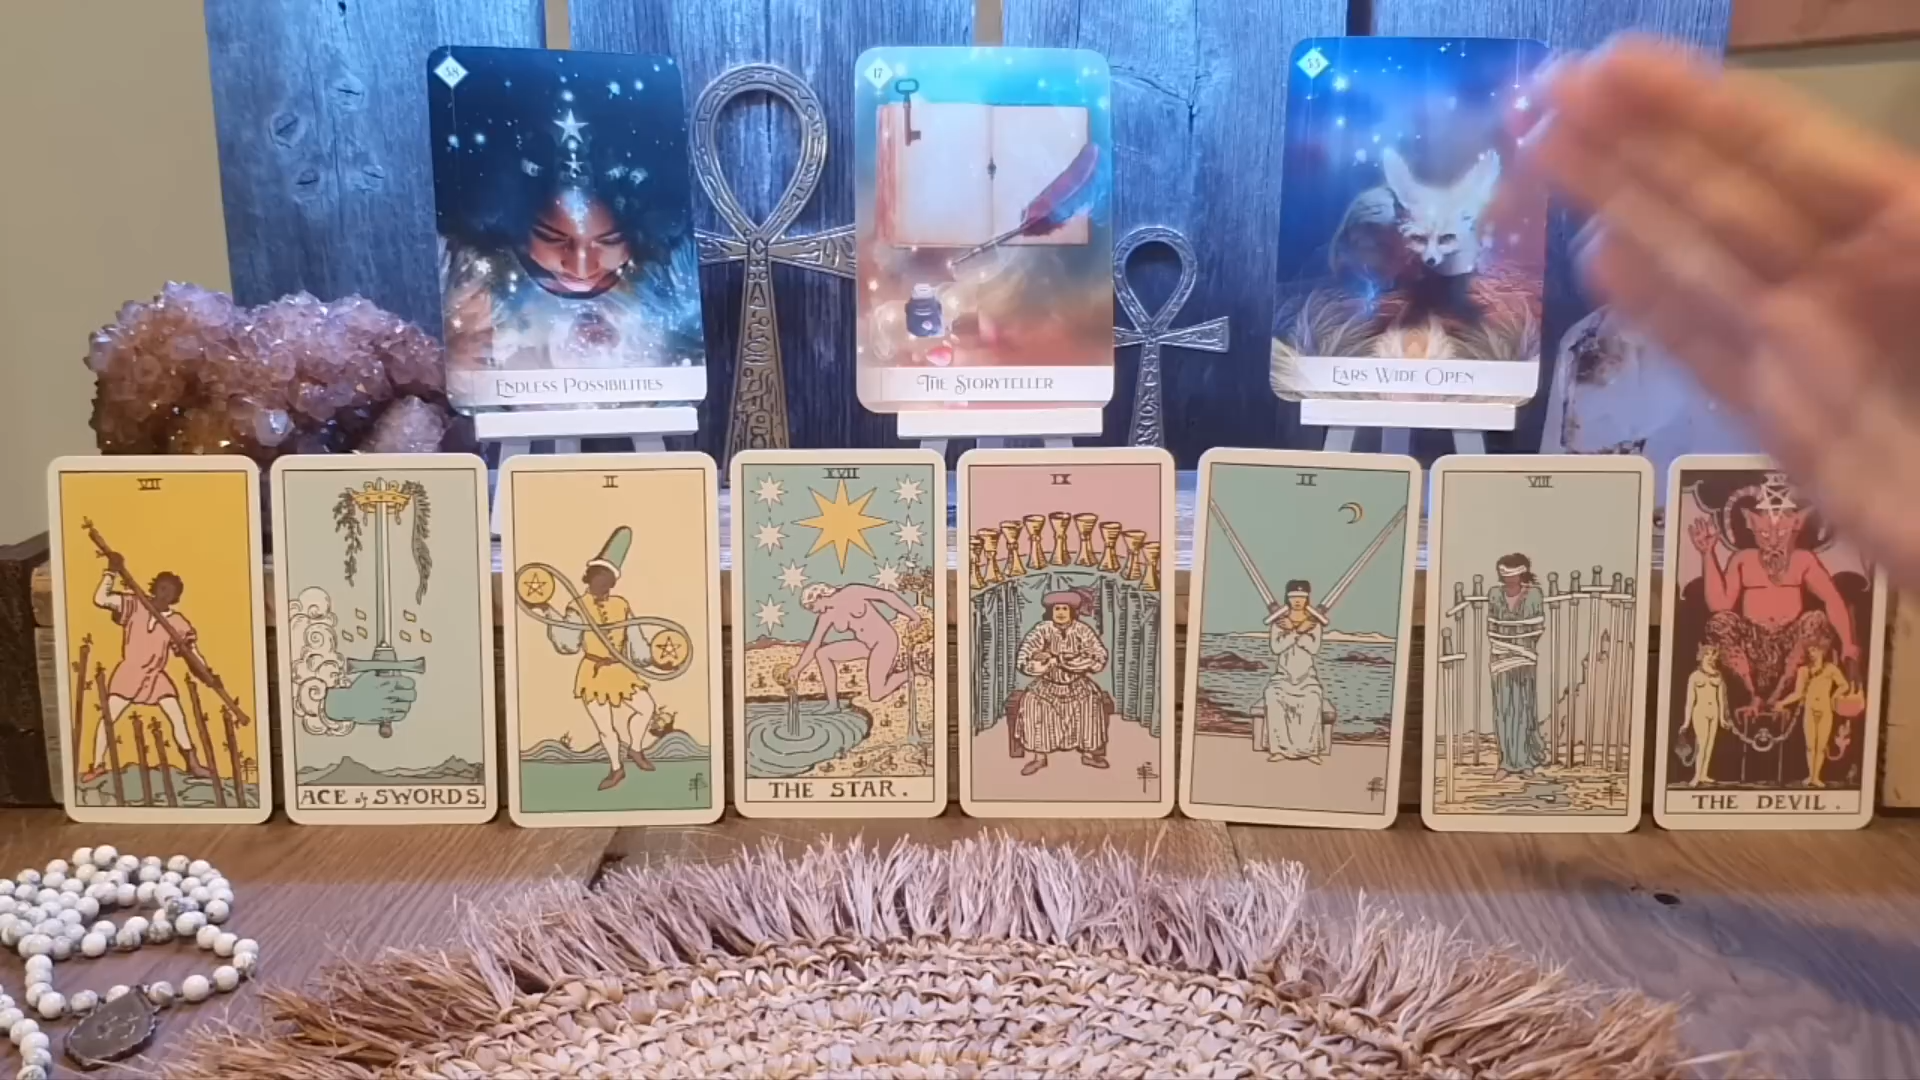 17
ENDLESS POSSIBILITIES
THE STORYTELLER
EARS WIDE OPEN
VII
ACE of SWORDS.
II
XVII
THE STAR.
IX
II
VIII
THE DEVIL.